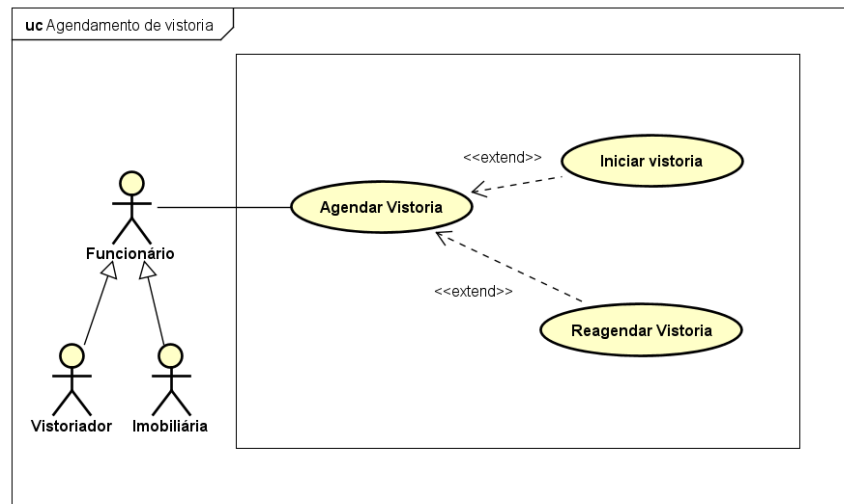 uc Agendamento de vistoria
<<extend>>
Iniciar vistoria
Agendar Vistoria
Funcionário
<<extend>>
Reagendar Vistoria
Vistoriador
Imobiliária